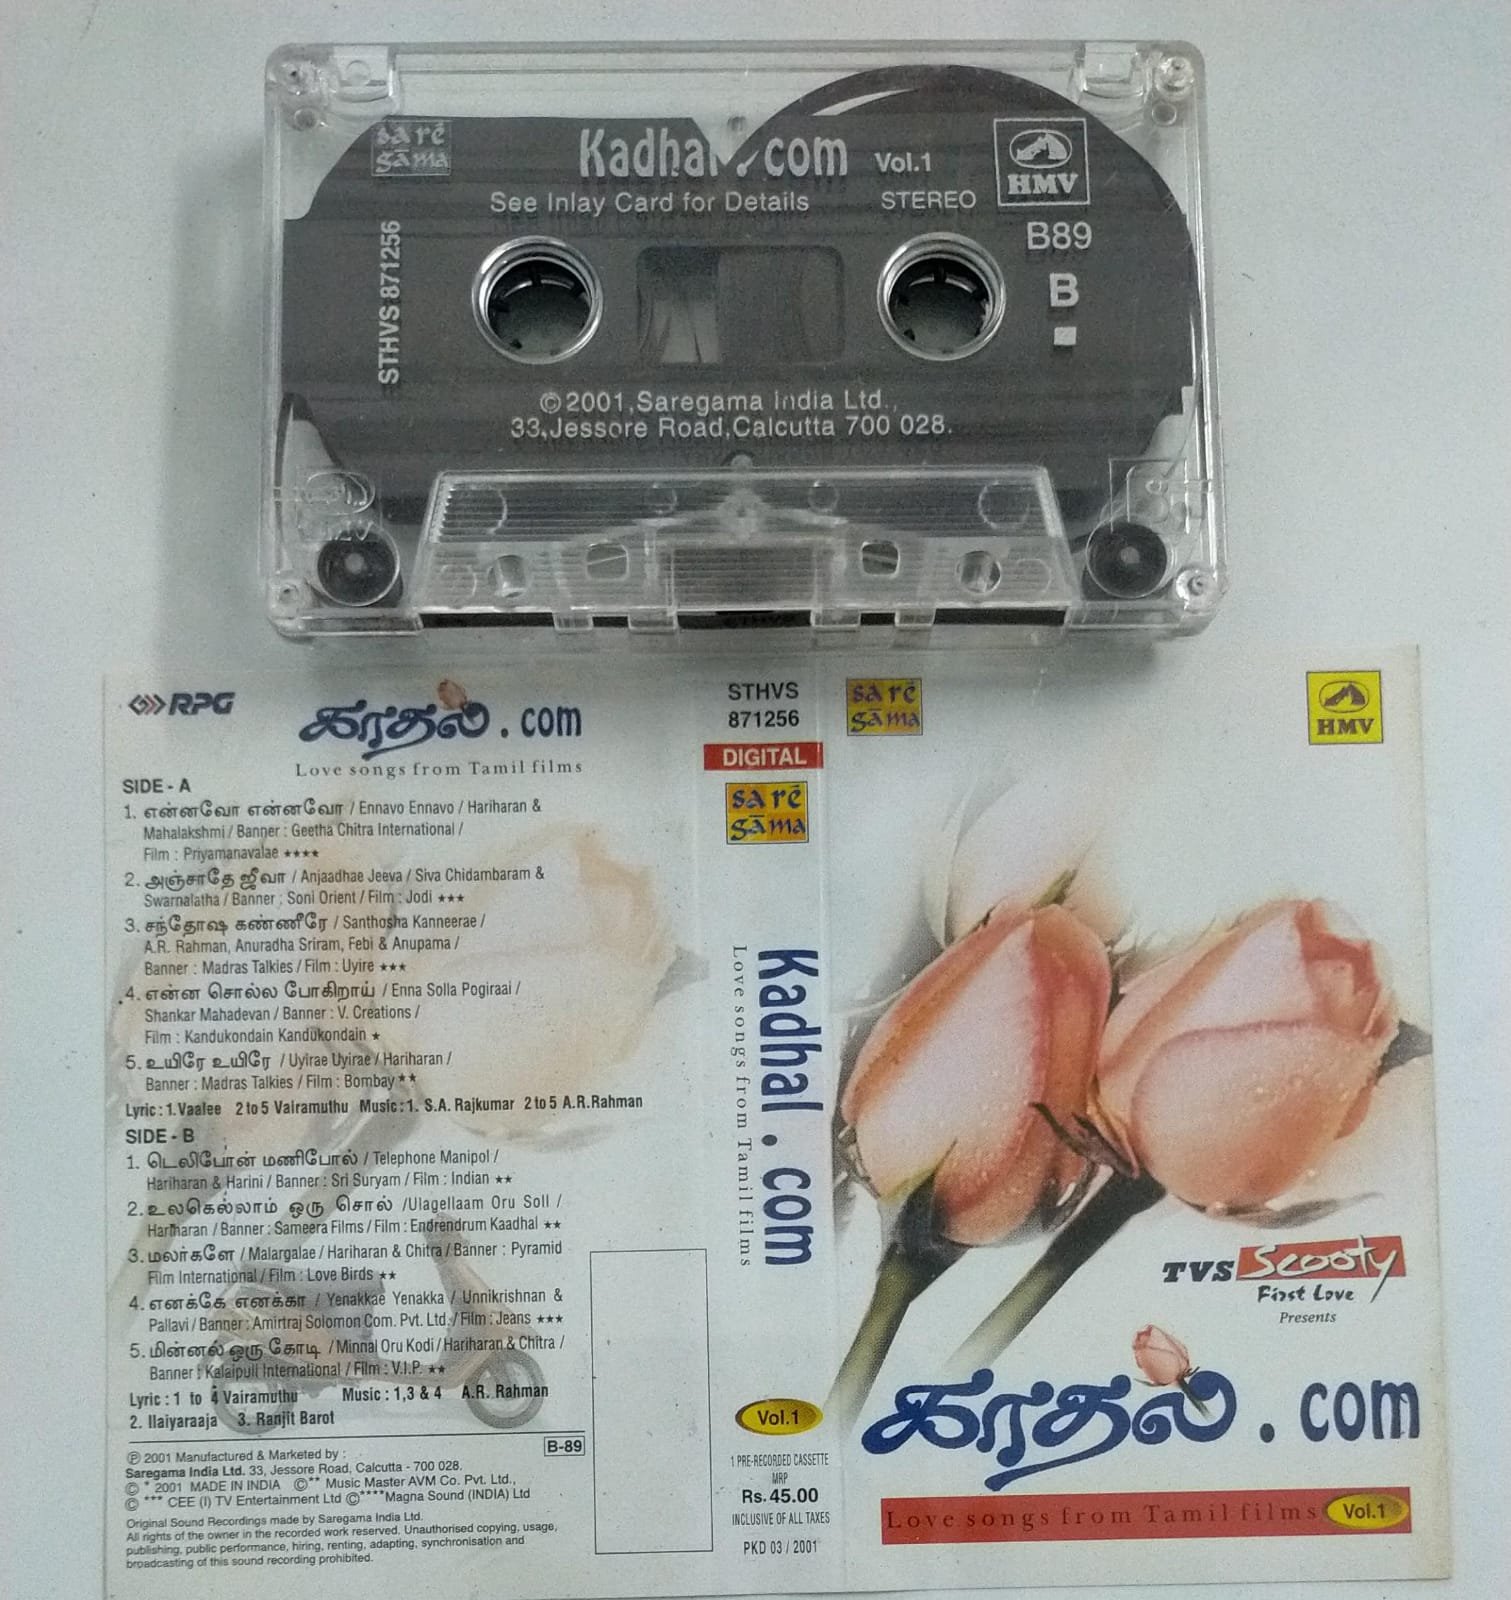 sa rē
gāma
Kadhal.com Vol.1
HMV
See Inlay Card for Details
STEREO
B89
B
STHVS 871256
©2001,Saregama India Ltd.,
33,Jessore Road,Calcutta 700 028.
RPG
காதல்.com
Love songs from Tamil films
SIDE - A
1. என்னவோ என்னவோ / Ennavo Ennavo / Hariharan &
Mahalakshmi / Banner : Geetha Chitra International /
Film : Priyamanavalae ★★★★
2. அஞ்சாதே ஜீவா / Anjaadhae Jeeva / Siva Chidambaram &
Swarnalatha / Banner : Soni Orient / Film : Jodi ★★★
3. சந்தோஷ கண்ணீரே / Santhosha Kanneerae /
A.R. Rahman, Anuradha Sriram, Febi & Anupama /
Banner : Madras Talkies / Film : Uyire ★★★
4. என்ன சொல்ல போகிறாய் / Enna Solla Pogiraai /
Shankar Mahadevan / Banner : V. Creations /
Film : Kandukondain Kandukondain ★
5. உயிரே உயிரே / Uyirae Uyirae / Hariharan /
Banner : Madras Talkies / Film : Bombay ★★
Lyric : 1. Vaalee 2 to 5 Vairamuthu Music : 1. S.A. Rajkumar 2 to 5 A.R.Rahman
SIDE - B
1. டெலிபோன் மணிபோல் / Telephone Manipol /
Hariharan & Harini / Banner : Sri Suryam / Film : Indian ★★
2. உலகெல்லாம் ஒரு சொல் /Ulagellaam Oru Soll /
Hariharan / Banner : Sameera Films / Film : Endrendrum Kaadhal ★★
3. மலர்களே / Malargalae / Hariharan & Chitra / Banner : Pyramid
Film International / Film : Love Birds ★★
4. எனக்கே எனக்கா / Yenakkae Yenakka / Unnikrishnan &
Pallavi / Banner : Amirtraj Solomon Com. Pvt. Ltd. / Film : Jeans ★★★
5. மின்னல் ஒரு கோடி / Minnal Oru Kodi / Hariharan & Chitra /
Banner : Kalaipuli International / Film : V.I.P. ★★
Lyric : 1 to 4 Vairamuthu Music : 1,3 & 4 A.R. Rahman
2. Ilaiyaraaja 3. Ranjit Barot
B-89
℗ 2001 Manufactured & Marketed by :
Saregama India Ltd. 33, Jessore Road, Calcutta - 700 028.
© * 2001 MADE IN INDIA ©** Music Master AVM Co. Pvt. Ltd.,
© *** CEE (I) TV Entertainment Ltd ©****Magna Sound (INDIA) Ltd
Original Sound Recordings made by Saregama India Ltd.
All rights of the owner in the recorded work reserved. Unauthorised copying, usage,
publishing, public performance, hiring, renting, adapting, synchronisation and
broadcasting of this sound recording prohibited.
STHVS
871256
DIGITAL
sa rē
gāma
Kadhal.com
Love songs from Tamil films
Vol.1
1 PRE-RECORDED CASSETTE
MRP
Rs. 45.00
INCLUSIVE OF ALL TAXES
PKD 03 / 2001
sa rē
gāma
HMV
TVS Scooty
First Love
Presents
காதல்.com
Love songs from Tamil films Vol.1